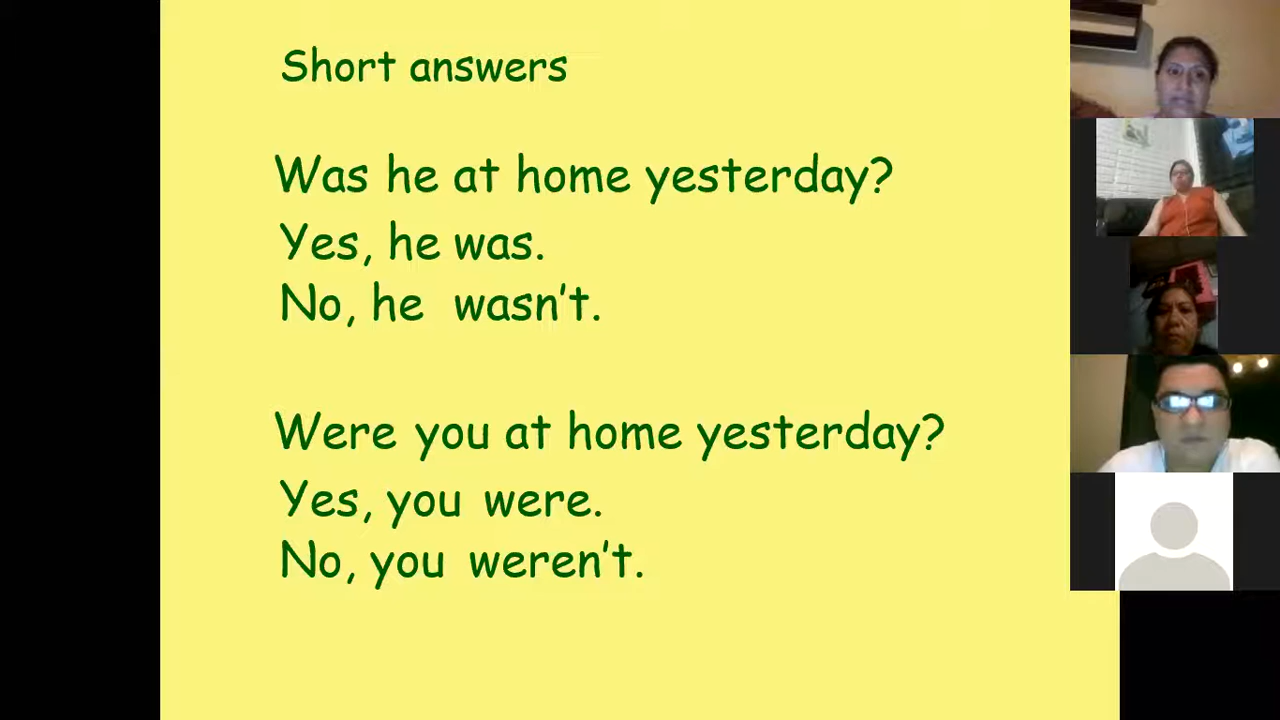 Short answers
Was he at home yesterday?
Yes, he was.
No, he wasn't.
Were you at home yesterday?
Yes, you were.
No, you weren't.